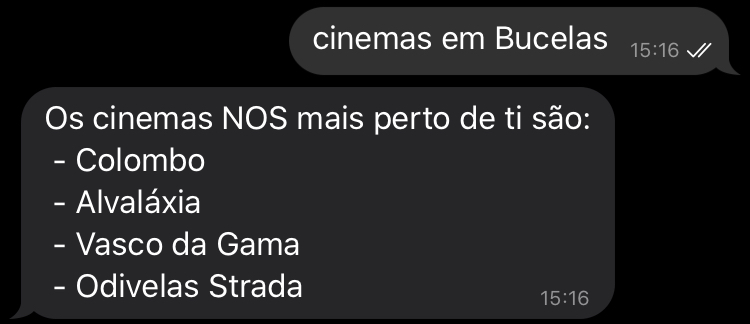 cinemas em Bucelas
15:16
Os cinemas NOS mais perto de ti são:
- Colombo
- Alvaláxia
- Vasco da Gama
- Odivelas Strada
15:16